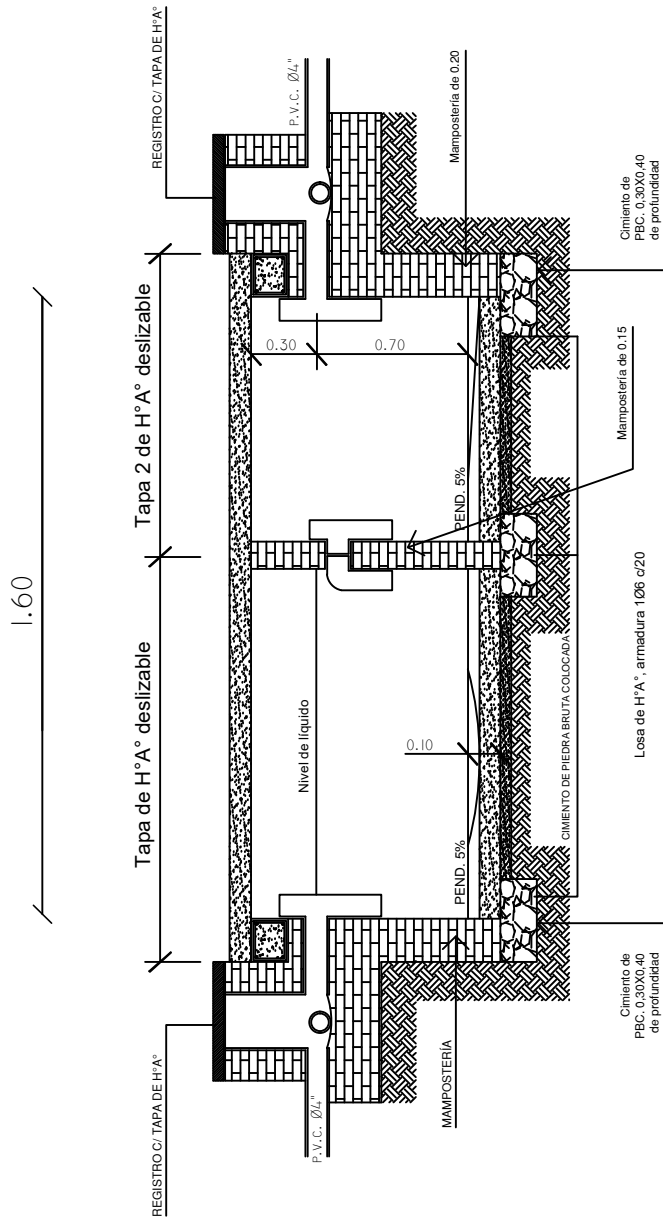 1.60
Tapa de H°A° deslizable
Tapa 2 de H°A° deslizable
REGISTRO C/ TAPA DE H°A°
REGISTRO C/ TAPA DE H°A°
P.V.C. Ø4"
P.V.C. Ø4"
0.30
0.70
Nivel de líquido
0.10
PEND. 5%
PEND. 5%
MAMPOSTERÍA
Mampostería de 0.20
Mampostería de 0.15
CIMIENTO DE PIEDRA BRUTA COLOCADA
Losa de H°A°, armadura 1Ø6 c/20
Cimiento de
PBC. 0,30X0,40
de profundidad
Cimiento de
PBC. 0,30X0,40
de profundidad